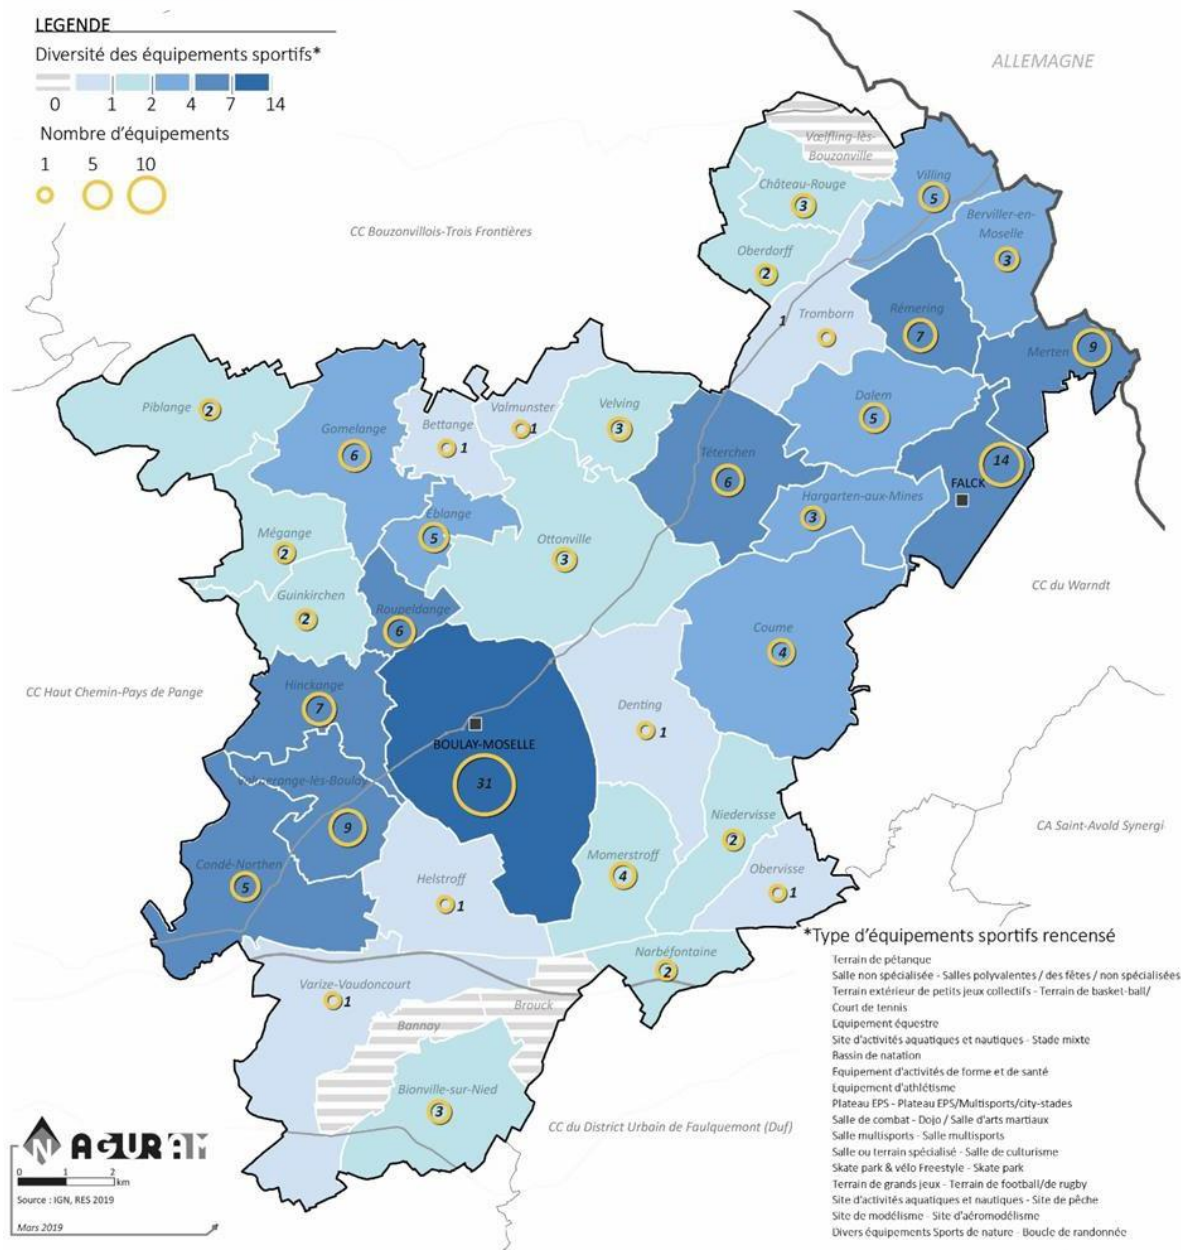 LEGENDE
Diversité des équipements sportifs*
0 1 2 4 7 14
Nombre d'équipements
1 5 10
ALLEMAGNE
Vœlfling-lès-
Bouzonville
Château-Rouge
3
Villing
5
Berviller-en-
Moselle
3
CC Bouzonvillois-Trois Frontières
Oberdorff
2
Tromborn
1
Rémering
7
Merten
9
Piblange
2
Gomelange
6
Bettange
1
Valmunster
1
Velving
3
Dalem
5
Téterchen
6
14
FALCK
Hargarten-aux-Mines
3
Mégange
2
Eblange
5
Ottonville
3
CC du Warndt
Guinkirchen
2
Roupeldange
6
Coume
4
CC Haut Chemin-Pays de Pange
Hinckange
7
Denting
1
BOULAY-MOSELLE
31
Volmerange-lès-Boulay
9
Niedervisse
2
CA Saint-Avold Synergi
Condé-Northen
5
Helstroff
1
Momerstroff
4
Obervisse
1
Narbéfontaine
2
Varize-Vaudoncourt
1
Brouck
Bannay
Bionville-sur-Nied
3
CC du District Urbain de Faulquemont (Duf)
*Type d'équipements sportifs rencensé
Terrain de pétanque
Salle non spécialisée - Salles polyvalentes / des fêtes / non spécialisées
Terrain extérieur de petits jeux collectifs - Terrain de basket-ball/
Court de tennis
Equipement équestre
Site d'activités aquatiques et nautiques - Stade mixte
Bassin de natation
Equipement d'activités de forme et de santé
Equipement d'athlétisme
Plateau EPS - Plateau EPS/Multisports/city-stades
Salle de combat - Dojo / Salle d'arts martiaux
Salle multisports - Salle multisports
Salle ou terrain spécialisé - Salle de culturisme
Skate park & vélo Freestyle - Skate park
Terrain de grands jeux - Terrain de football/de rugby
Site d'activités aquatiques et nautiques - Site de pêche
Site de modélisme - Site d'aéromodélisme
Divers équipements Sports de nature - Boucle de randonnée
N AGURAM
0 1 2
km
Source : IGN, RES 2019
Mars 2019